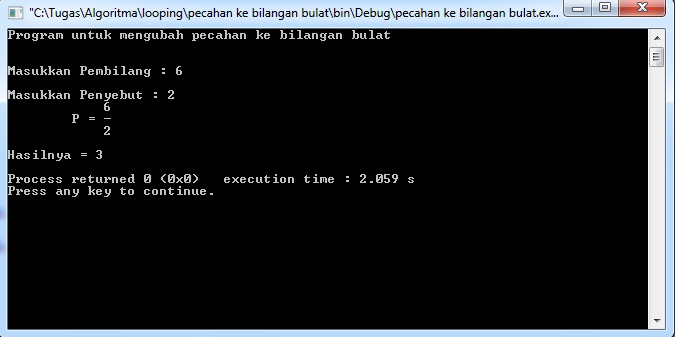 "C:\Tugas\Algoritma\looping\pecahan ke bilangan bulat\bin\Debug\pecahan ke bilangan bulat.ex...
Program untuk mengubah pecahan ke bilangan bulat
Masukkan Pembilang : 6
Masukkan Penyebut : 2
6
P = —
2
Hasilnya = 3
Process returned 0 (0x0)   execution time : 2.059 s
Press any key to continue.